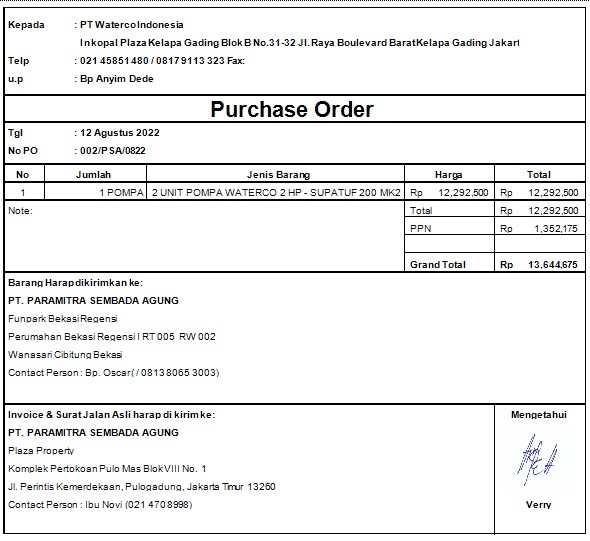 Kepada : PT Waterco Indonesia
Inkopal Plaza Kelapa Gading Blok B No.31-32 Jl. Raya Boulevard Barat Kelapa Gading Jakart
Telp : 021 45851 480 / 0817 9113 323 Fax:
u.p : Bp Anyim Dede
Purchase Order
Tgl : 12 Agustus 2022
No PO : 002/PSA/0822
No Jumlah Jenis Barang Harga Total
1 1 POMPA 2 UNIT POMPA WATERCO 2 HP - SUPATUF 200 MK2 Rp 12,292,500 Rp 12,292,500
Note: Total Rp 12,292,500
PPN Rp 1,352,175
Grand Total Rp 13,644,675
Barang Harap dikirimkan ke:
PT. PARAMITRA SEMBADA AGUNG
Funpark Bekasi Regensi
Perumahan Bekasi Regensi I RT 005 RW 002
Wanasari Cibitung Bekasi
Contact Person : Bp. Oscar( / 0813 8065 3003)
Invoice & Surat Jalan Asli harap di kirim ke: Mengetahui
PT. PARAMITRA SEMBADA AGUNG
Plaza Property
Komplek Pertokoan Pulo Mas Blok VIII No. 1
Jl. Perintis Kemerdekaan, Pulogadung, Jakarta Timur 13260
Contact Person : Ibu Novi (021 470 8998) Verry